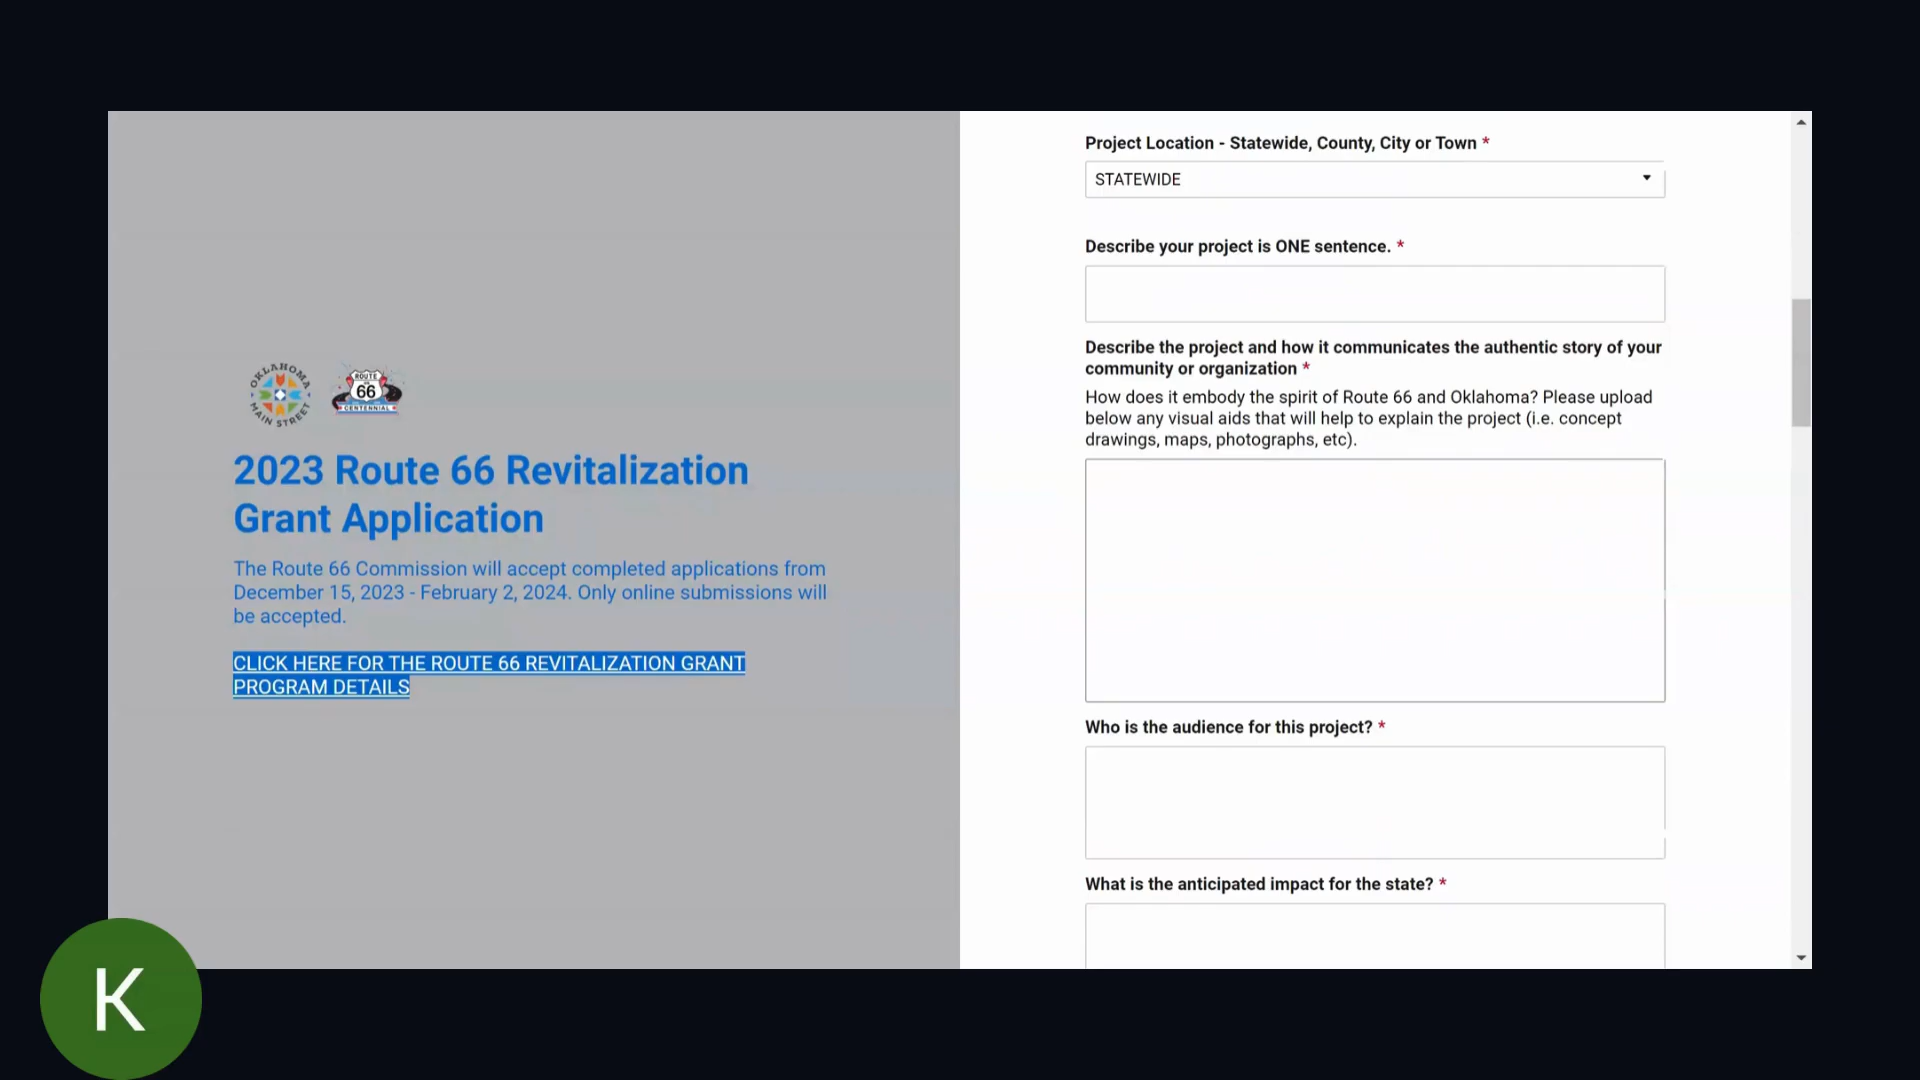 OKLAHOMA
MAIN STREET
ROUTE
66
CENTENNIAL
2023 Route 66 Revitalization
Grant Application
The Route 66 Commission will accept completed applications from
December 15, 2023 - February 2, 2024. Only online submissions will
be accepted.
CLICK HERE FOR THE ROUTE 66 REVITALIZATION GRANT
PROGRAM DETAILS
Project Location - Statewide, County, City or Town *
STATEWIDE
Describe your project is ONE sentence. *
Describe the project and how it communicates the authentic story of your
community or organization *
How does it embody the spirit of Route 66 and Oklahoma? Please upload
below any visual aids that will help to explain the project (i.e. concept
drawings, maps, photographs, etc).
Who is the audience for this project? *
What is the anticipated impact for the state? *
K